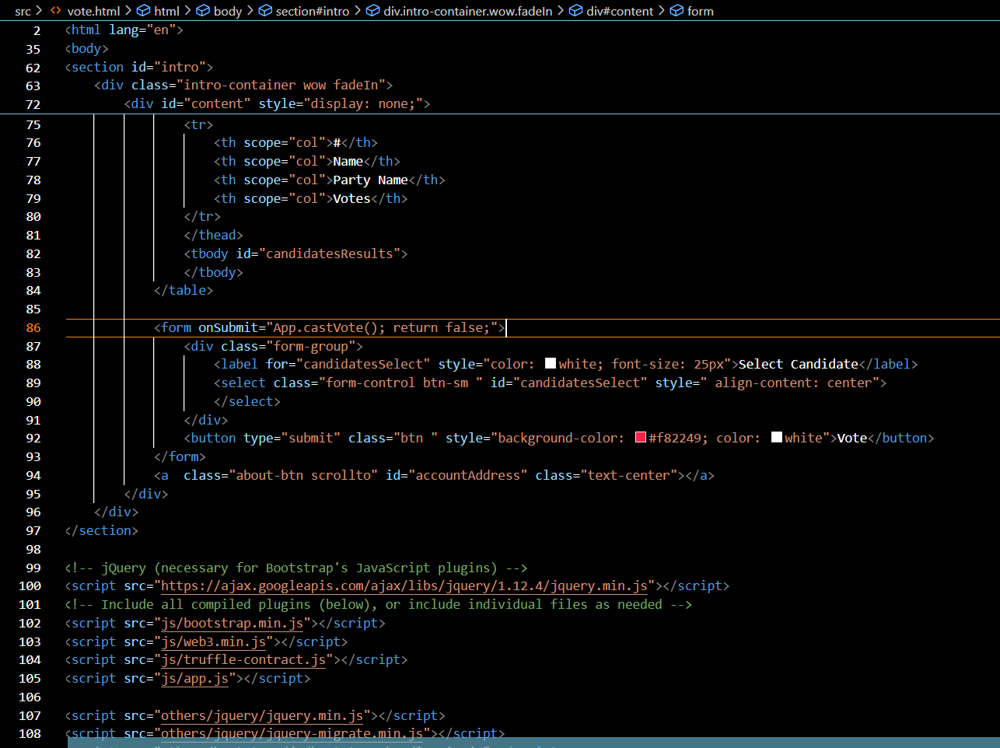 src > vote.html > html > body > section#intro > div.intro-container.wow.fadeIn > div#content > form
2 <html lang="en">
35 <body>
62 <section id="intro">
63 <div class="intro-container wow fadeIn">
72 <div id="content" style="display: none;">
75 <tr>
76 <th scope="col">#</th>
77 <th scope="col">Name</th>
78 <th scope="col">Party Name</th>
79 <th scope="col">Votes</th>
80 </tr>
81 </thead>
82 <tbody id="candidatesResults">
83 </tbody>
84 </table>
85
86 <form onSubmit="App.castVote(); return false;">
87 <div class="form-group">
88 <label for="candidatesSelect" style="color: white; font-size: 25px">Select Candidate</label>
89 <select class="form-control btn-sm " id="candidatesSelect" style=" align-content: center">
90 </select>
91 </div>
92 <button type="submit" class="btn " style="background-color: #f82249; color: white">Vote</button>
93 </form>
94 <a  class="about-btn scrollto" id="accountAddress" class="text-center"></a>
95 </div>
96 </div>
97 </section>
98
99 <!-- jQuery (necessary for Bootstrap's JavaScript plugins) -->
100 <script src="https://ajax.googleapis.com/ajax/libs/jquery/1.12.4/jquery.min.js"></script>
101 <!-- Include all compiled plugins (below), or include individual files as needed -->
102 <script src="js/bootstrap.min.js"></script>
103 <script src="js/web3.min.js"></script>
104 <script src="js/truffle-contract.js"></script>
105 <script src="js/app.js"></script>
106
107 <script src="others/jquery/jquery.min.js"></script>
108 <script src="others/jquery/jquery-migrate.min.js"></script>